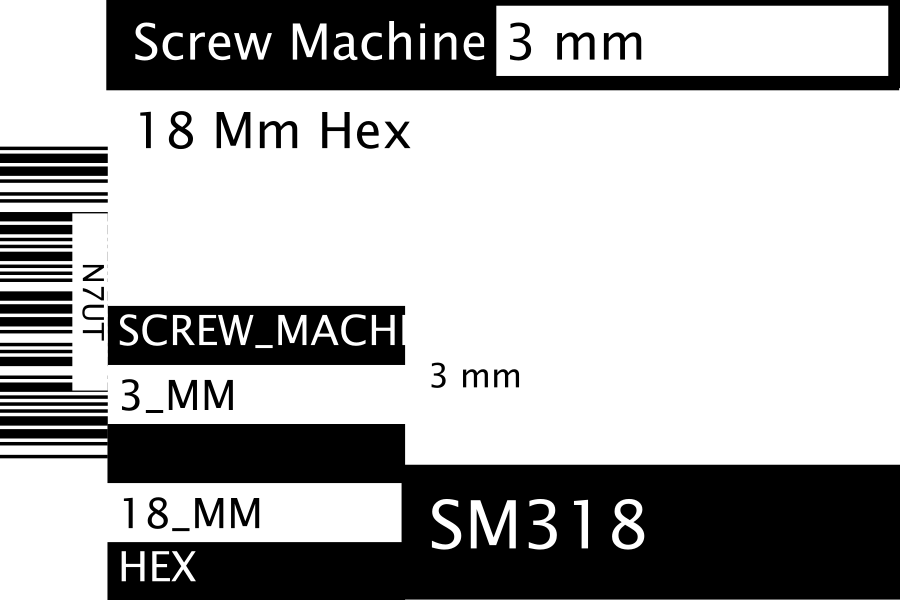 Screw Machine 3 mm
18 Mm Hex
N7UT
SCREW_MACHI
3_MM
3 mm
18_MM
SM318
HEX